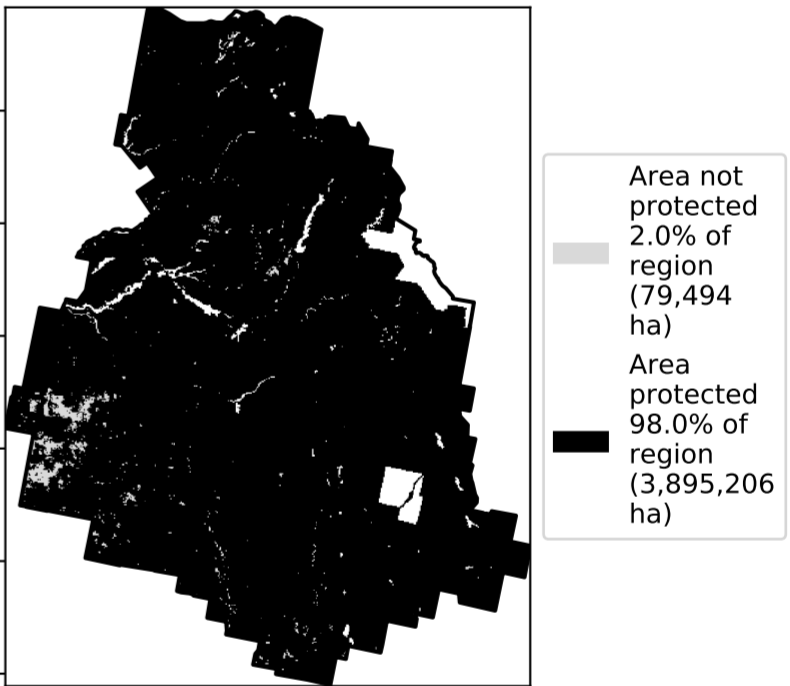 Area not
protected
2.0% of
region
(79,494
ha)
Area
protected
98.0% of
region
(3,895,206
ha)